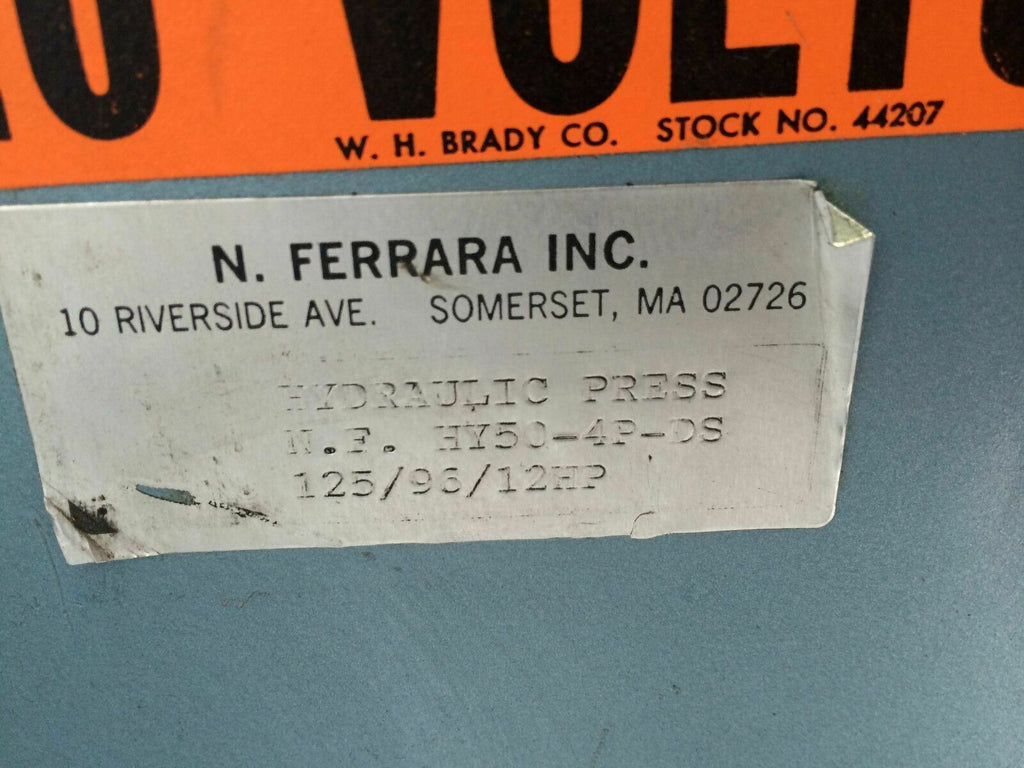 VOLTS
W. H. BRADY CO. STOCK NO. 44207
N. FERRARA INC.
10 RIVERSIDE AVE. SOMERSET, MA 02726
HYDRAULIC PRESS
N.F. HY50-4P-DS
125/96/12HP